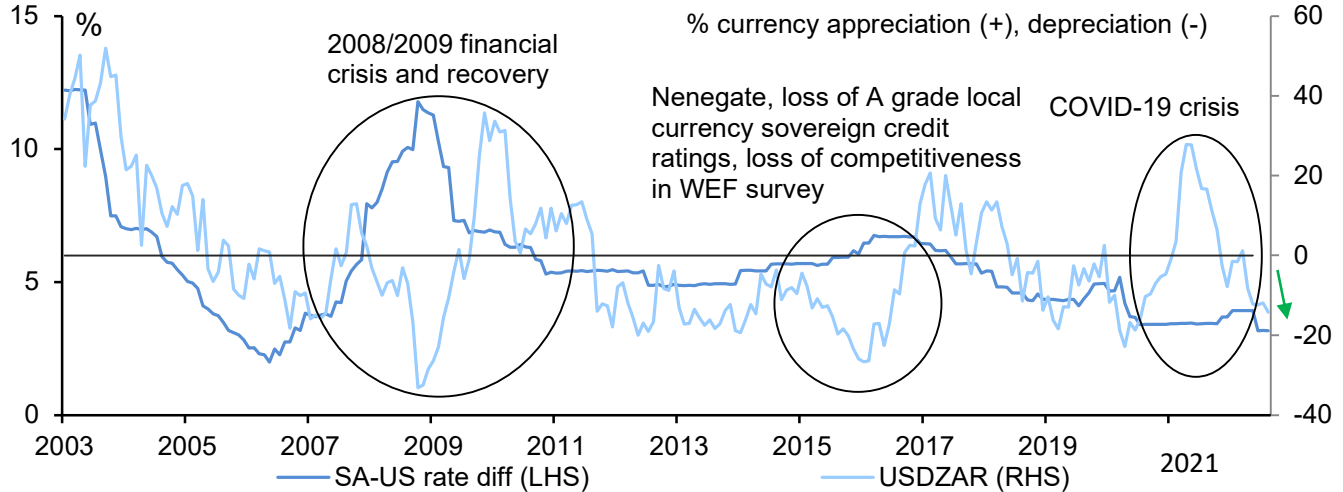 15
60
%
% currency appreciation (+), depreciation (-)
2008/2009 financial
crisis and recovery
Nenegate, loss of A grade local
currency sovereign credit
ratings, loss of competitiveness
in WEF survey
COVID-19 crisis
40
10
20
0
5
-20
0
-40
2003 2005 2007 2009 2011 2013 2015 2017 2019 2021
SA-US rate diff (LHS) USDZAR (RHS)